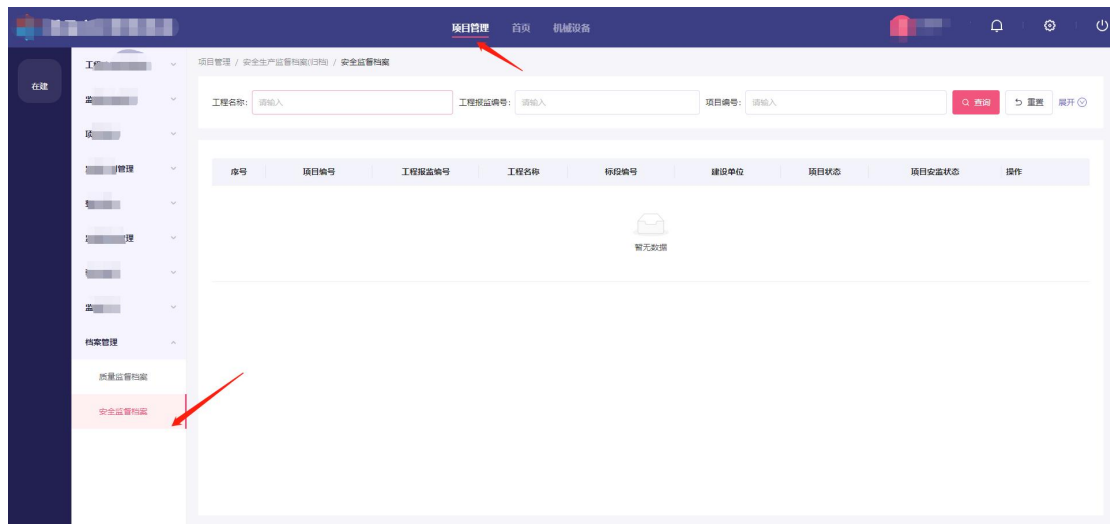 项目管理 首页 机械设备
在建
项目管理 / 安全生产监督档案(归档) / 安全监督档案
工程名称: 请输入 工程报监编号: 请输入 项目编号: 请输入 查询 重置 展开
管理
理
档案管理
质量监督档案
安全监督档案
序号 项目编号 工程报监编号 工程名称 标段编号 建设单位 项目状态 项目安监状态 操作
暂无数据